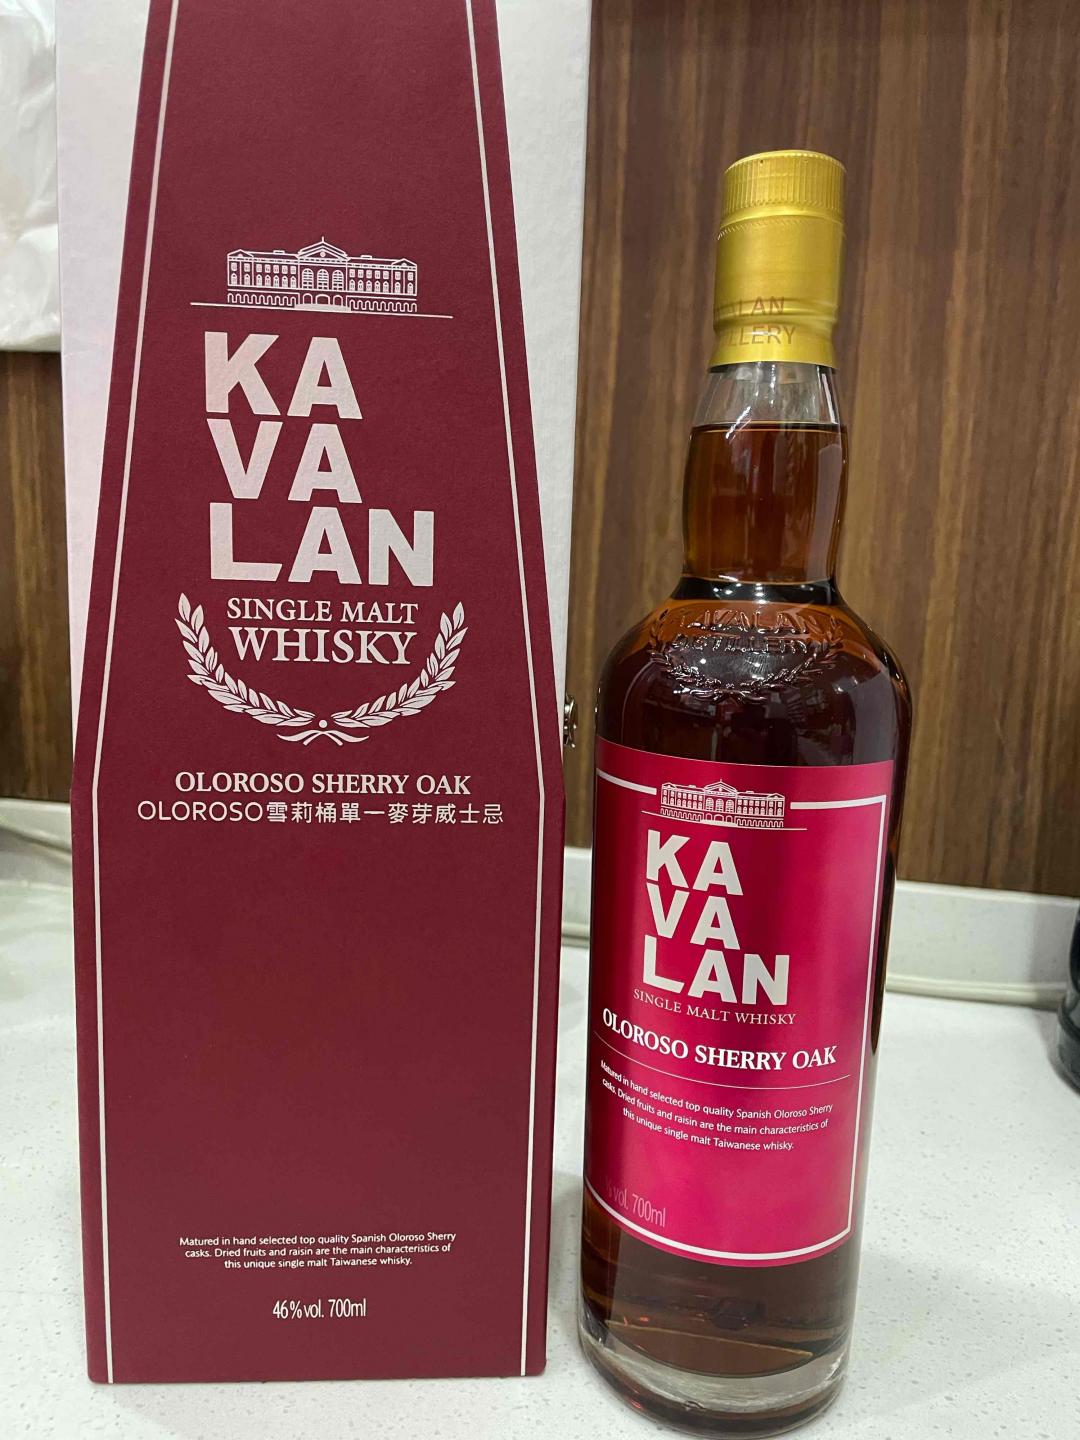 KA
VA
LAN
SINGLE MALT
WHISKY
OLOROSO SHERRY OAK
OLOROSO雪莉桶單一麥芽威士忌
Matured in hand selected top quality Spanish Oloroso Sherry
casks. Dried fruits and raisin are the main characteristics of
this unique single malt Taiwanese whisky.
46%vol. 700ml
ALAN
LLERY
KAVALAN
DISTILLERY
KA
VA
LAN
SINGLE MALT WHISKY
OLOROSO SHERRY OAK
Matured in hand selected top quality Spanish Oloroso Sherry
casks. Dried fruits and raisin are the main characteristics of
this unique single malt Taiwanese whisky.
% vol. 700ml